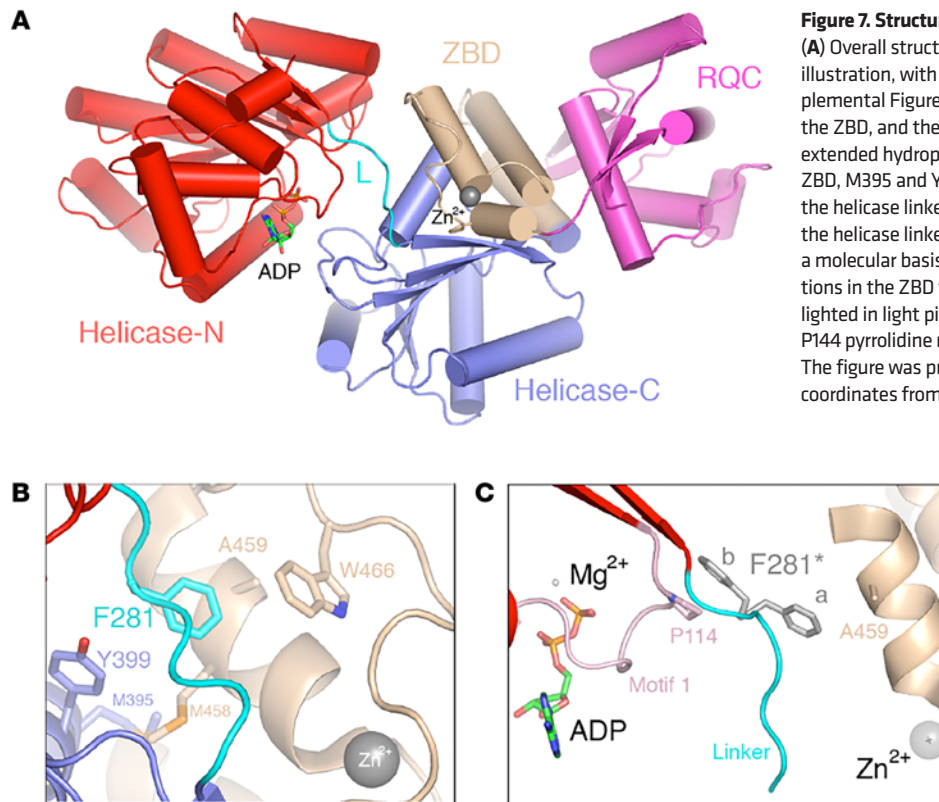 A
ZBD
RQC
L
Zn2+
ADP
Helicase-N
Helicase-C
Figure 7. Structur
(A) Overall struct
illustration, with
plemental Figure
the ZBD, and the
extended hydrop
ZBD, M395 and Y
the helicase linke
the helicase linke
a molecular basis
tions in the ZBD
lighted in light pi
P144 pyrrolidine r
The figure was pr
coordinates from
B
A459
W466
F281
Y399
M395
M458
Zn2+
C
b
F281*
a
Mg2+
P114
A459
Motif 1
ADP
Linker
Zn2+